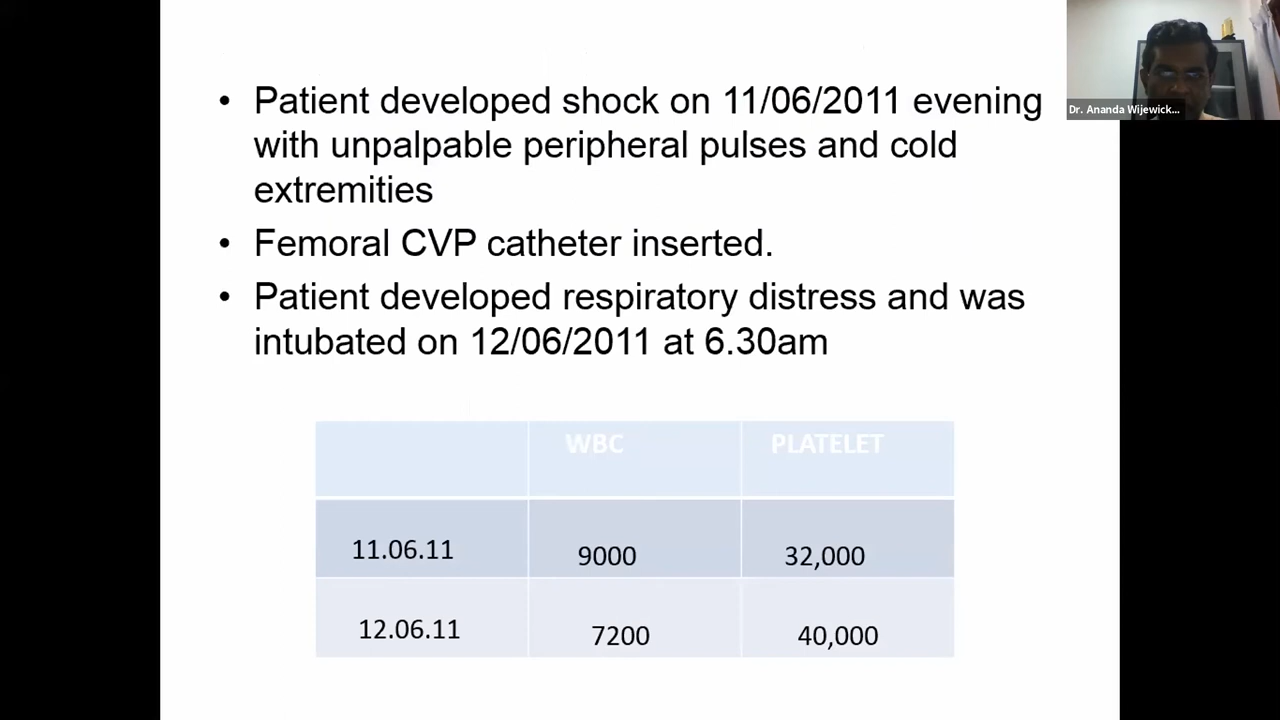 • Patient developed shock on 11/06/2011 evening
with unpalpable peripheral pulses and cold
extremities
• Femoral CVP catheter inserted.
• Patient developed respiratory distress and was
intubated on 12/06/2011 at 6.30am
WBC PLATELET
11.06.11 9000 32,000
12.06.11 7200 40,000
Dr. Ananda Wijewick...